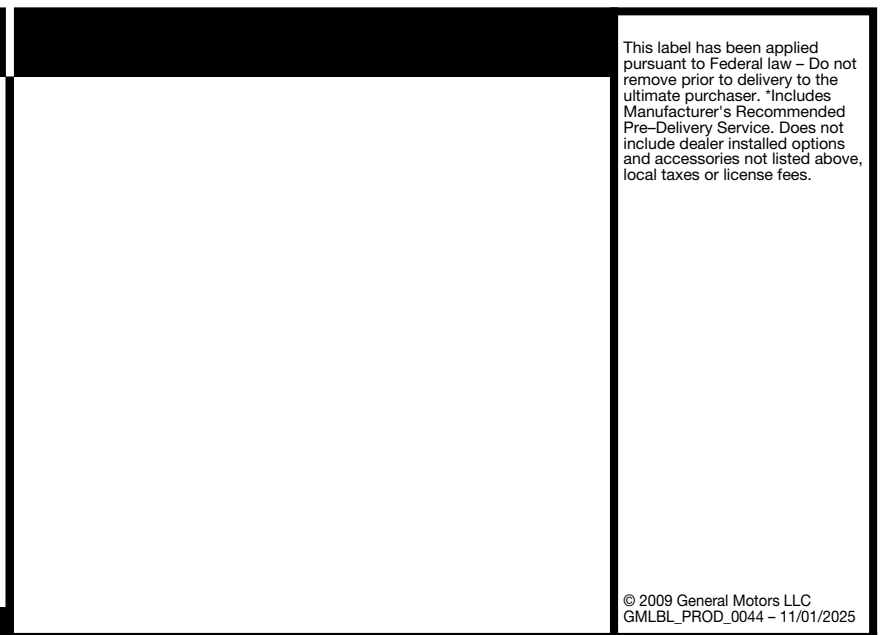 This label has been applied
pursuant to Federal law – Do not
remove prior to delivery to the
ultimate purchaser. *Includes
Manufacturer's Recommended
Pre–Delivery Service. Does not
include dealer installed options
and accessories not listed above,
local taxes or license fees.
© 2009 General Motors LLC
GMLBL_PROD_0044 – 11/01/2025